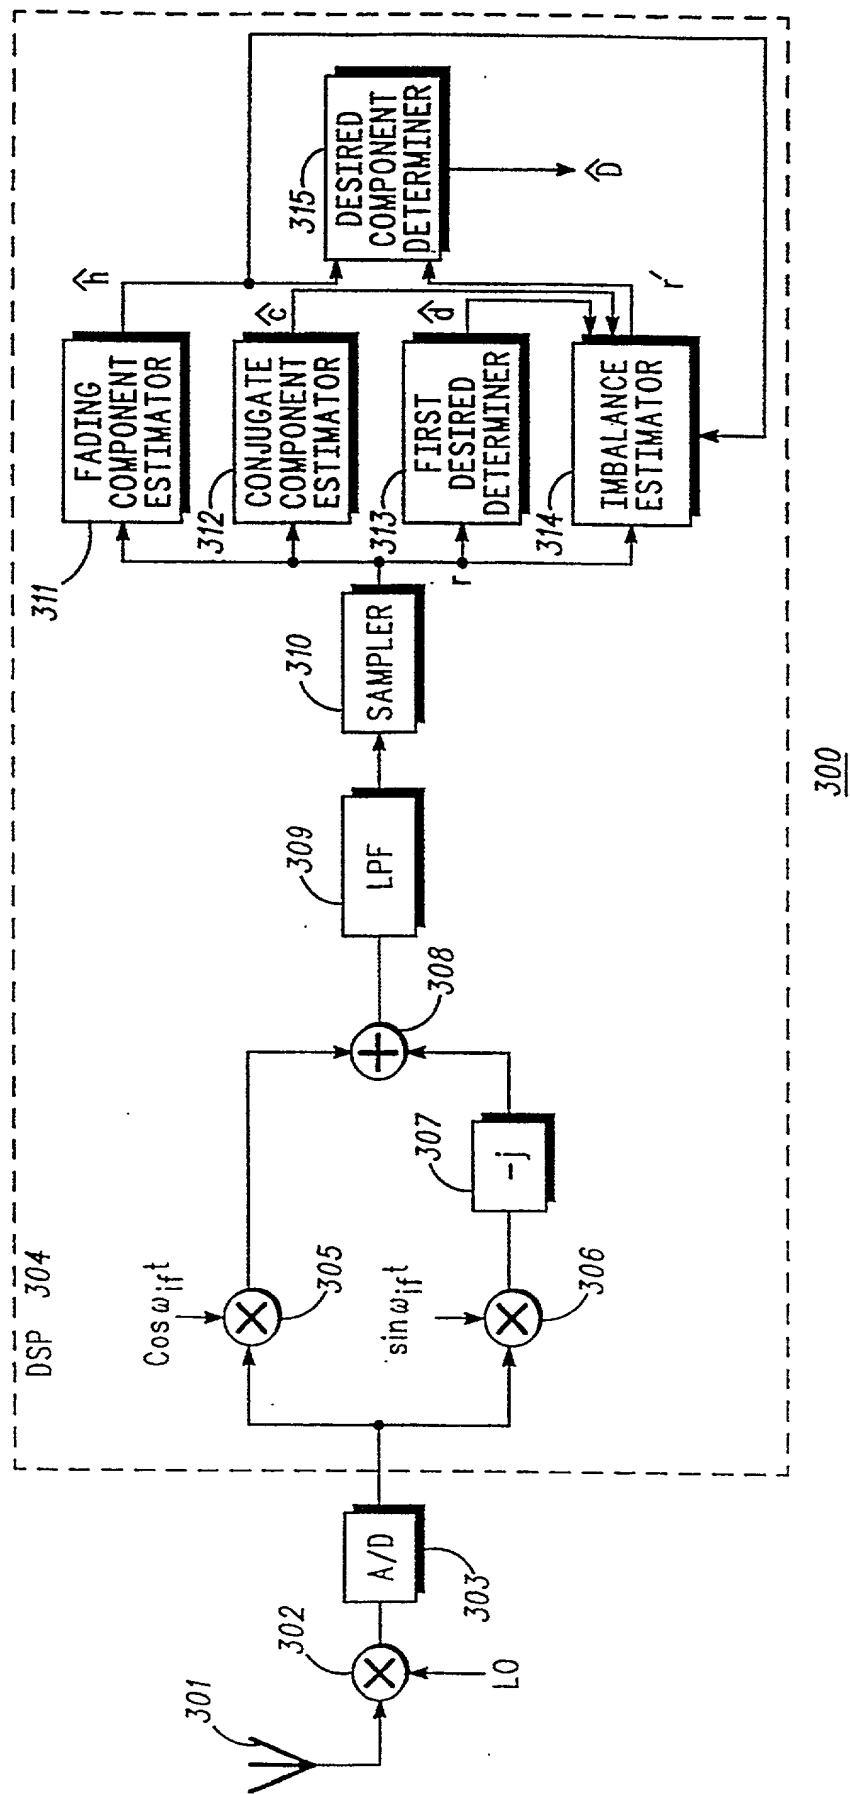 DSP 304
301
302
LO
A/D
303
Cos ω_if t
305
sin ω_if t
306
-j
307
+
308
LPF
309
SAMPLER
310
r
311
FADING
COMPONENT
ESTIMATOR
ĥ
312
CONJUGATE
COMPONENT
ESTIMATOR
ĉ
313
FIRST
DESIRED
DETERMINER
d̂
314
IMBALANCE
ESTIMATOR
r′
315
DESIRED
COMPONENT
DETERMINER
D̂
300